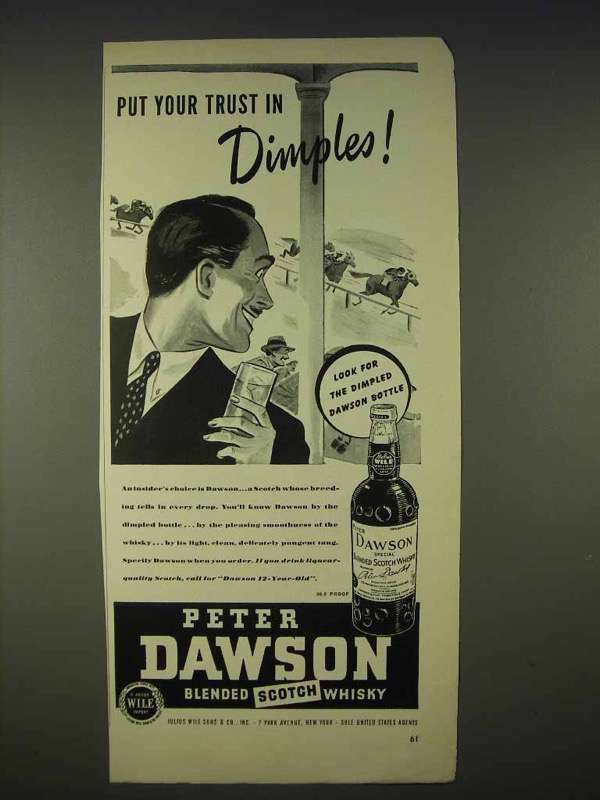 PUT YOUR TRUST IN
Dimples!
LOOK FOR
THE DIMPLED
DAWSON BOTTLE
An insider's choice is Dawson...a Scotch whose breed-
ing tells in every drop. You'll know Dawson by the
dimpled bottle...by the pleasing smoothness of the
whisky...by its light, clean, delicately pungent tang.
Specify Dawson when you order. If you drink liqueur-
quality Scotch, call for "Dawson 12-Year-Old".
PROOF
WILE
PETER
DAWSON
SPECIAL
BLENDED SCOTCH WHISKY
Peter Dawson
PETER
DAWSON
BLENDED SCOTCH WHISKY
WILE
JULIUS WILE SONS & CO., INC. - 7 PARK AVENUE, NEW YORK - SOLE UNITED STATES AGENTS
61